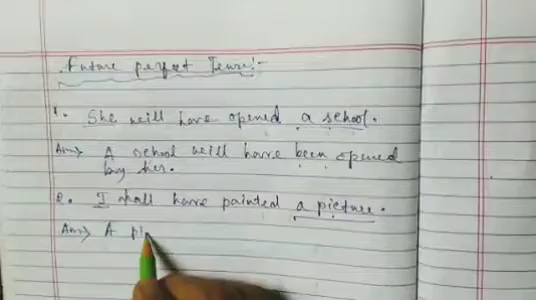 Future perfect Tense:-
1. She will have opened a school.
Ans→ A school will have been opened
by her.
2. I shall have painted a picture.
Ans→ A pi